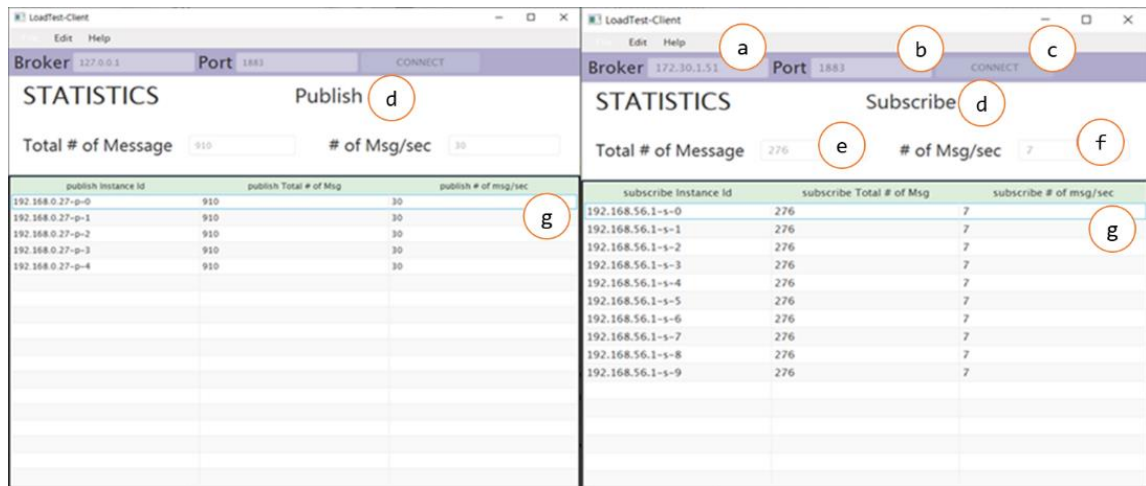 LoadTest-Client
Edit Help
Broker 127.0.0.1 Port 1883 CONNECT
STATISTICS Publish d
Total # of Message 910 # of Msg/sec 30
publish Instance Id publish Total # of Msg publish # of msg/sec
192.168.0.27-p-0 910 30
g
192.168.0.27-p-1 910 30
192.168.0.27-p-2 910 30
192.168.0.27-p-3 910 30
192.168.0.27-p-4 910 30
LoadTest-Client
Edit Help
a b c
Broker 172.30.1.51 Port 1883 CONNECT
STATISTICS Subscribe d
Total # of Message 276 e # of Msg/sec 7 f
subscribe Instance Id subscribe Total # of Msg subscribe # of msg/sec
192.168.56.1-s-0 276 7
g
192.168.56.1-s-1 276 7
192.168.56.1-s-2 276 7
192.168.56.1-s-3 276 7
192.168.56.1-s-4 276 7
192.168.56.1-s-5 276 7
192.168.56.1-s-6 276 7
192.168.56.1-s-7 276 7
192.168.56.1-s-8 276 7
192.168.56.1-s-9 276 7